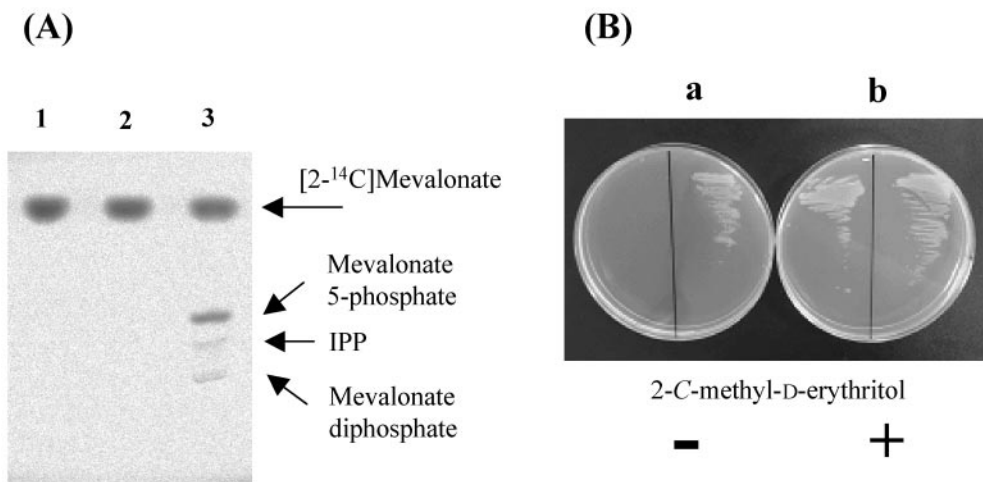 (A)
1 2 3
[2-¹⁴C]Mevalonate
Mevalonate
5-phosphate
IPP
Mevalonate
diphosphate
(B)
a b
2-C-methyl-D-erythritol
- +